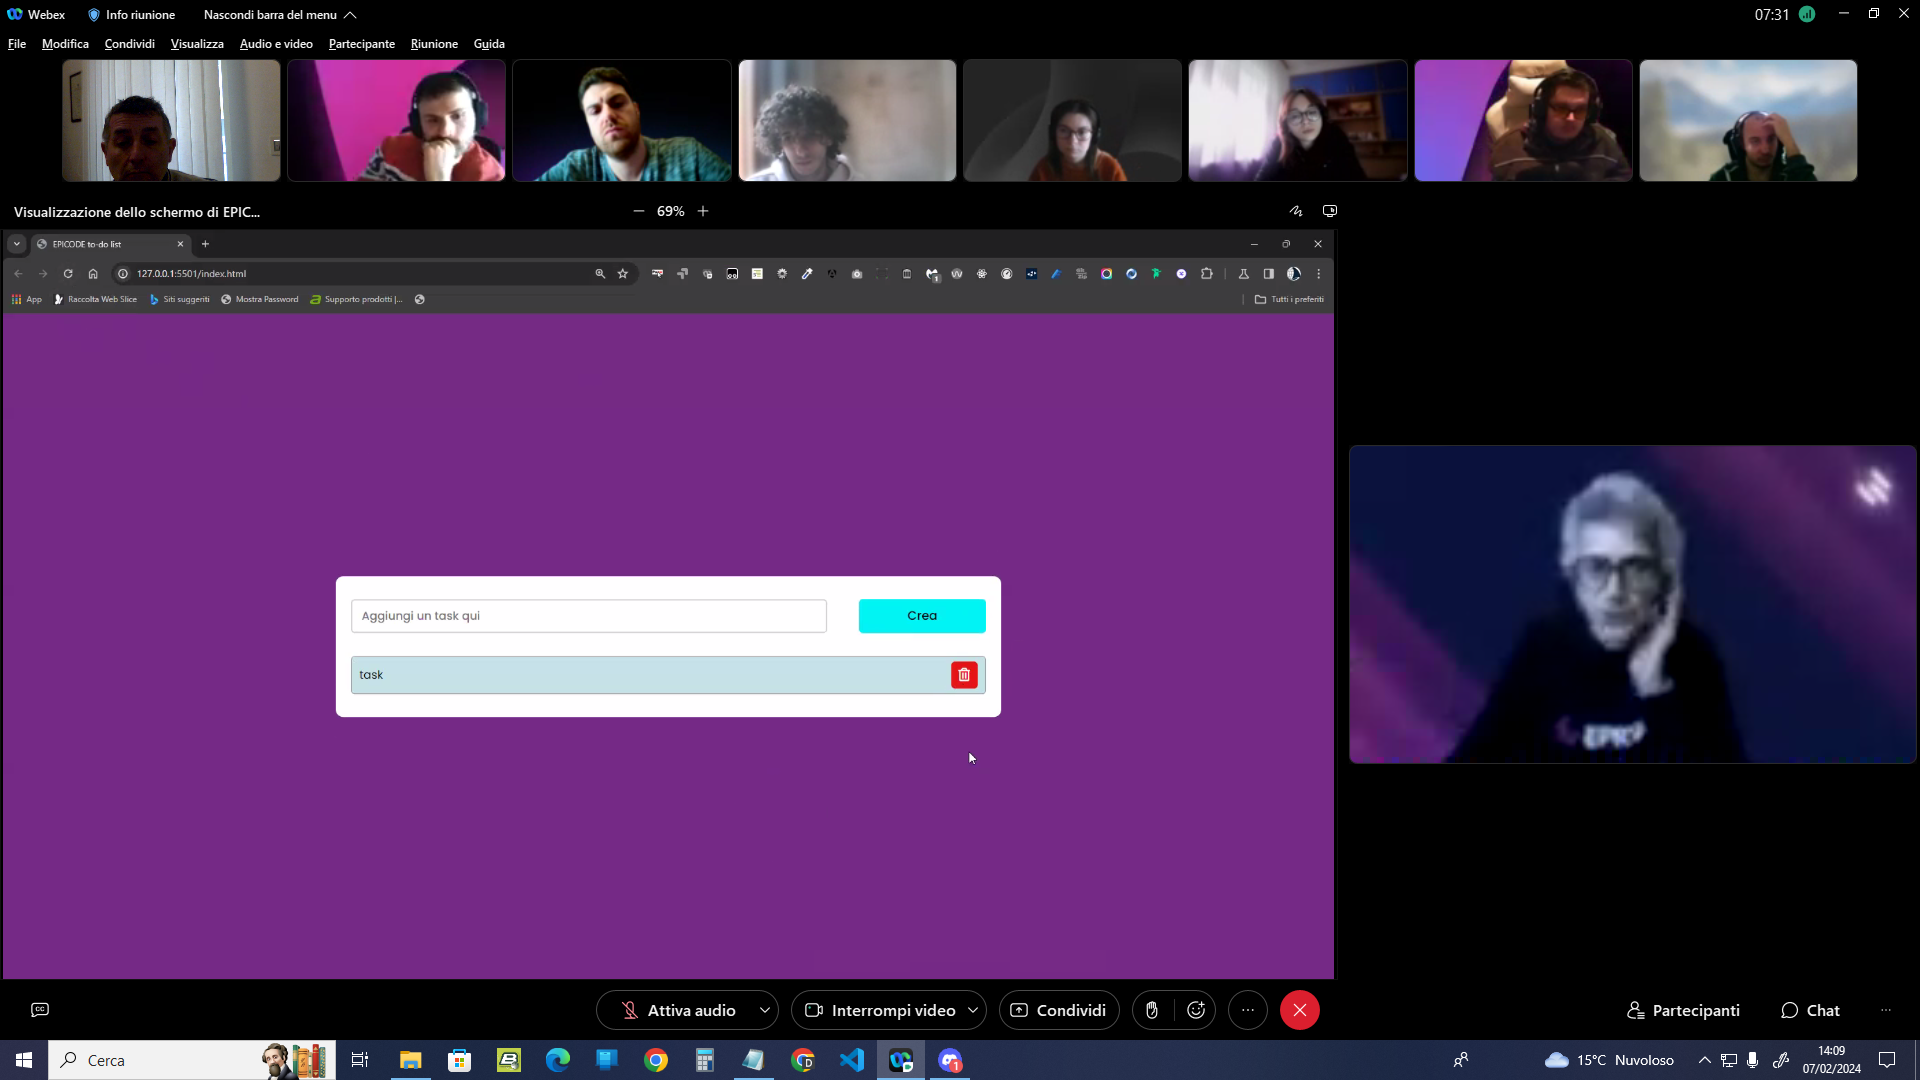 Webex Info riunione Nascondi barra del menu 07:31
File Modifica Condividi Visualizza Audio e video Partecipante Riunione Guida
Visualizzazione dello schermo di EPIC... 69%
EPICODE to-do list
127.0.0.1:5501/index.html
App Raccolta Web Slice Siti suggeriti Mostra Password Supporto prodotti |... Tutti i preferiti
Aggiungi un task qui Crea
task
EPIC
Attiva audio Interrompi video Condividi Partecipanti Chat
Cerca 15°C Nuvoloso 14:09
07/02/2024